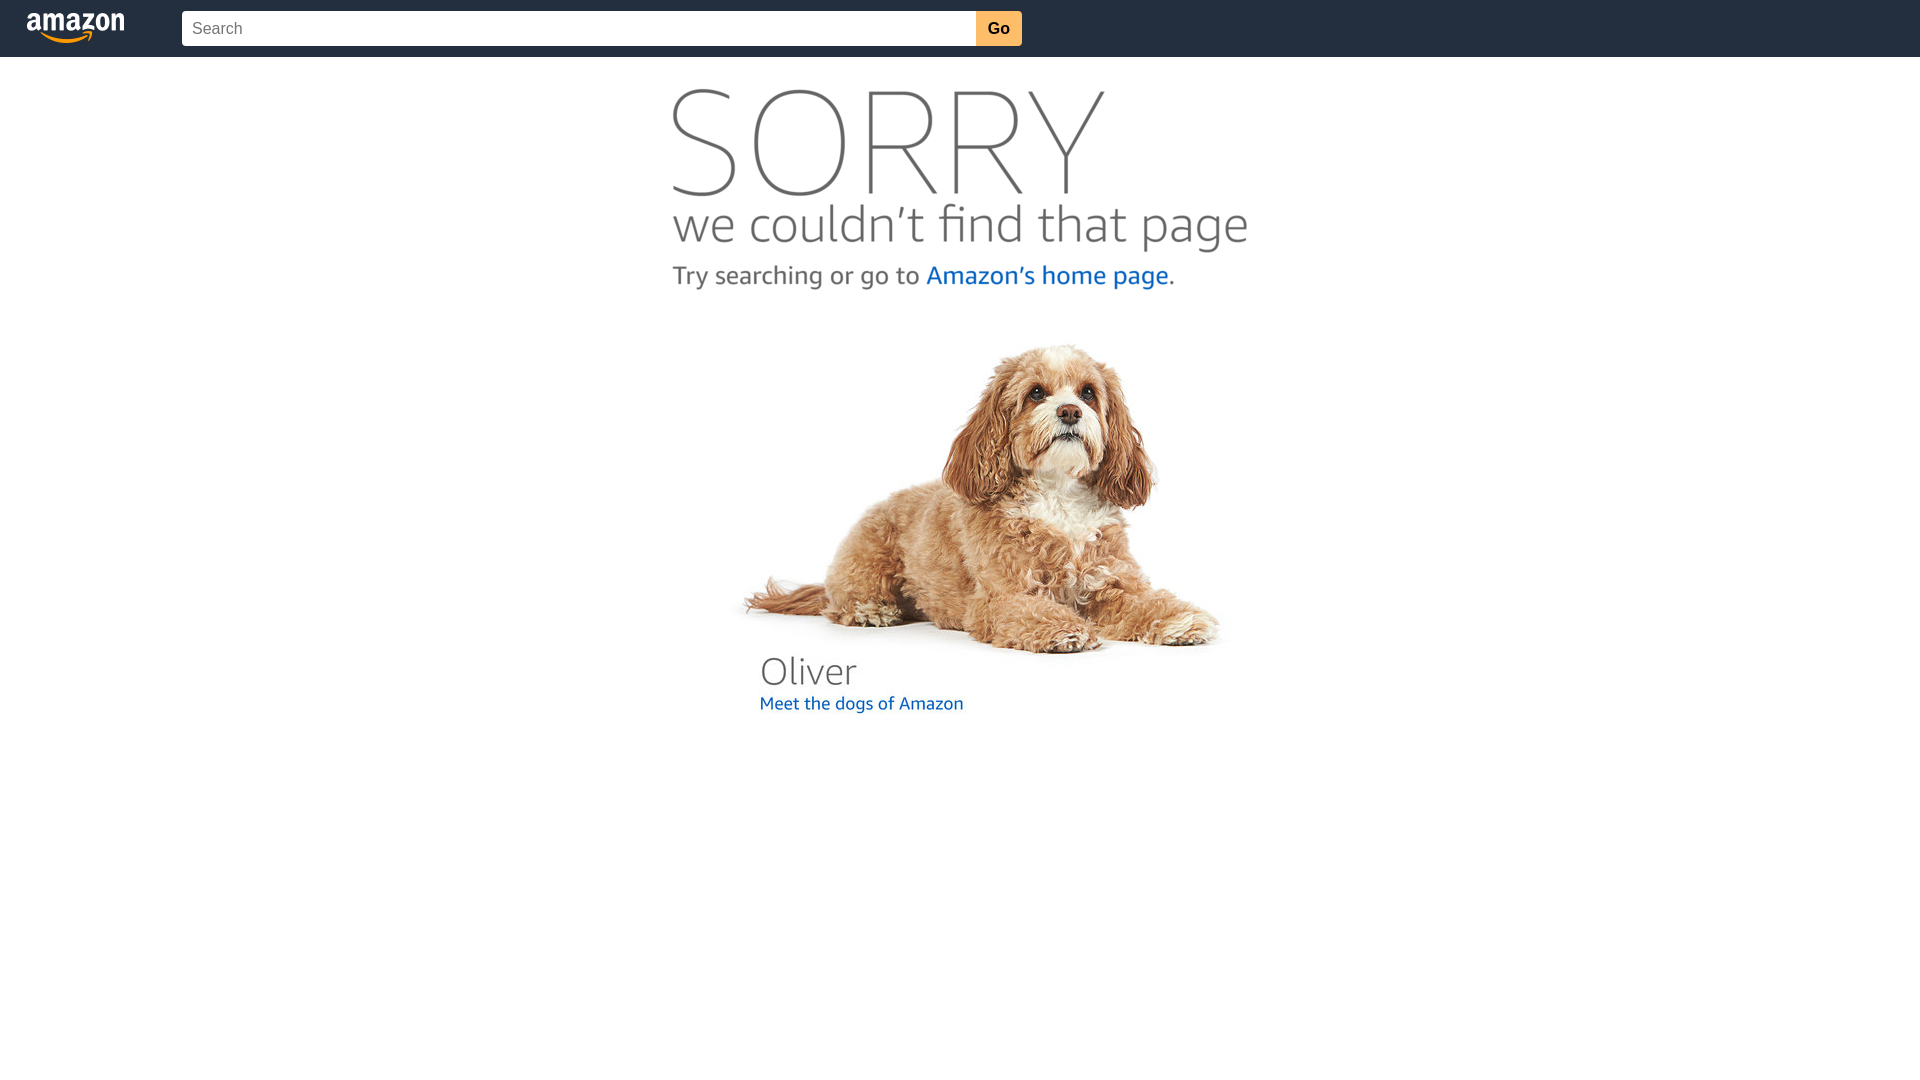 amazon
Search
Go
SORRY
we couldn't find that page
Try searching or go to Amazon's home page.
Oliver
Meet the dogs of Amazon